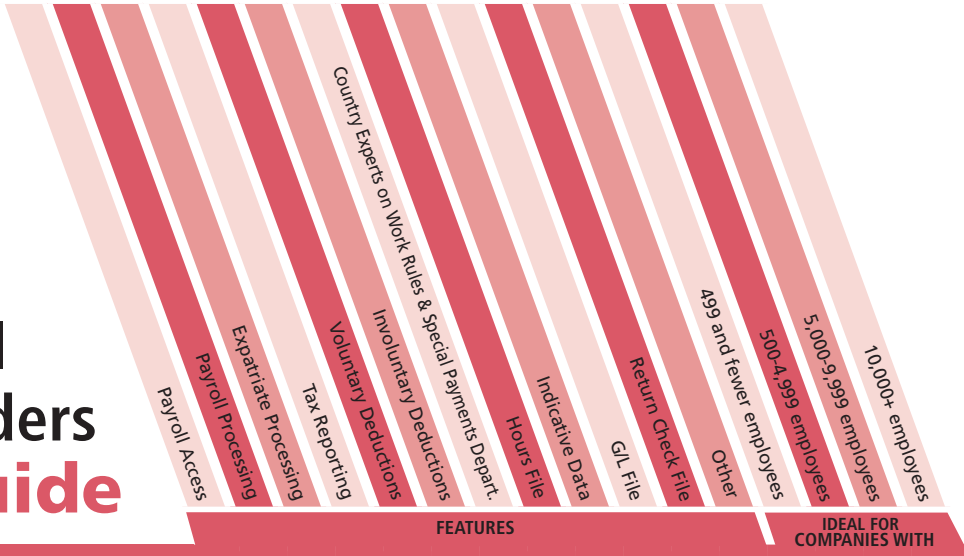 ders
uide
Payroll Access
Payroll Processing
Expatriate Processing
Tax Reporting
Voluntary Deductions
Involuntary Deductions
Country Experts on Work Rules & Special Payments Depart.
Hours File
Indicative Data
G/L File
Return Check File
Other
499 and fewer employees
500-4,999 employees
5,000-9,999 employees
10,000+ employees
FEATURES
IDEAL FOR
COMPANIES WITH